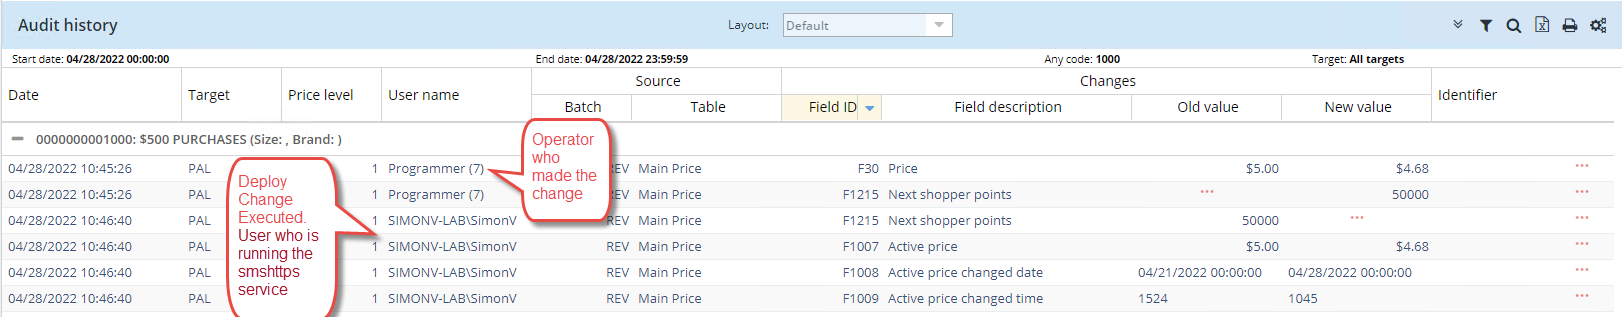 Audit history
Layout: Default
Start date: 04/28/2022 00:00:00 End date: 04/28/2022 23:59:59 Any code: 1000 Target: All targets
Date Target Price level User name Source Changes Identifier
Batch Table Field ID Field description Old value New value
0000000001000: $500 PURCHASES (Size: , Brand: )
04/28/2022 10:45:26 PAL 1 Programmer (7) REV Main Price F30 Price $5.00 $4.68 ...
04/28/2022 10:45:26 PAL 1 Programmer (7) REV Main Price F1215 Next shopper points ... 50000 ...
04/28/2022 10:46:40 PAL 1 SIMONV-LAB\SimonV REV Main Price F1215 Next shopper points 50000 ... ...
04/28/2022 10:46:40 PAL 1 SIMONV-LAB\SimonV REV Main Price F1007 Active price $5.00 $4.68 ...
04/28/2022 10:46:40 PAL 1 SIMONV-LAB\SimonV REV Main Price F1008 Active price changed date 04/21/2022 00:00:00 04/28/2022 00:00:00 ...
04/28/2022 10:46:40 PAL 1 SIMONV-LAB\SimonV REV Main Price F1009 Active price changed time 1524 1045 ...
Operator
who
made the
change
Deploy
Change
Executed.
User who is
running the
smshttps
service